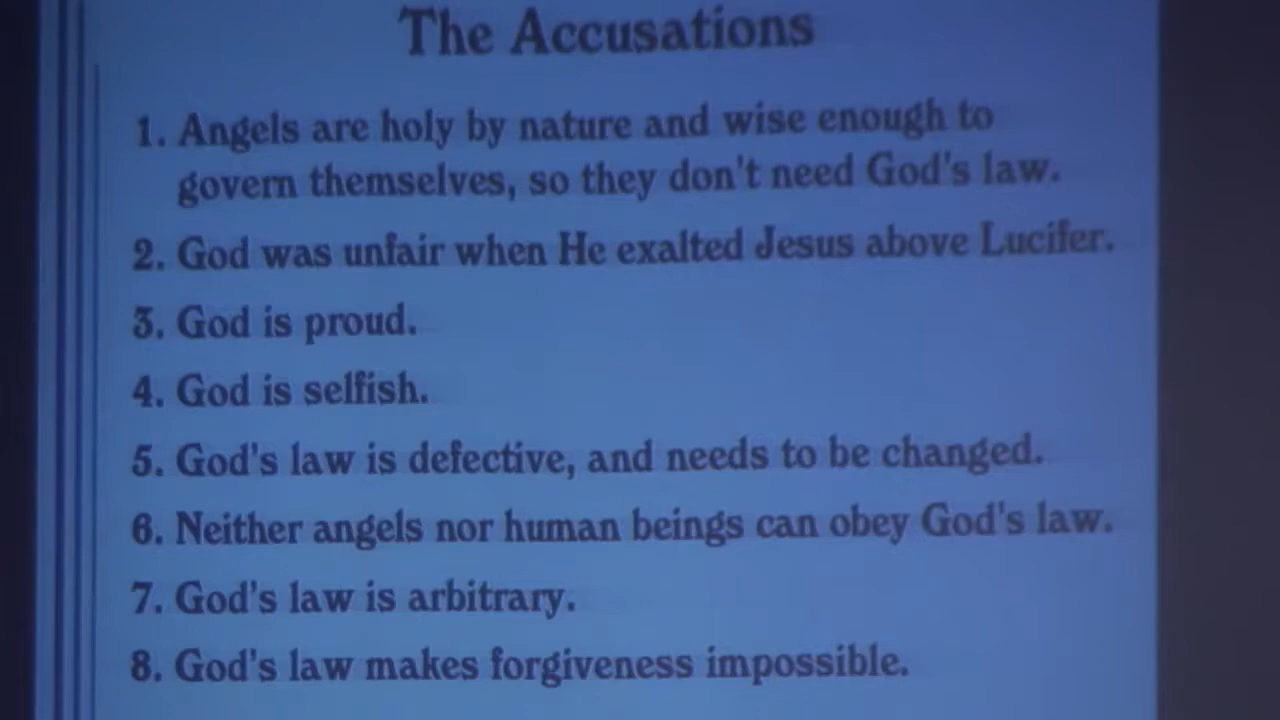 The Accusations
1. Angels are holy by nature and wise enough to
govern themselves, so they don't need God's law.
2. God was unfair when He exalted Jesus above Lucifer.
3. God is proud.
4. God is selfish.
5. God's law is defective, and needs to be changed.
6. Neither angels nor human beings can obey God's law.
7. God's law is arbitrary.
8. God's law makes forgiveness impossible.